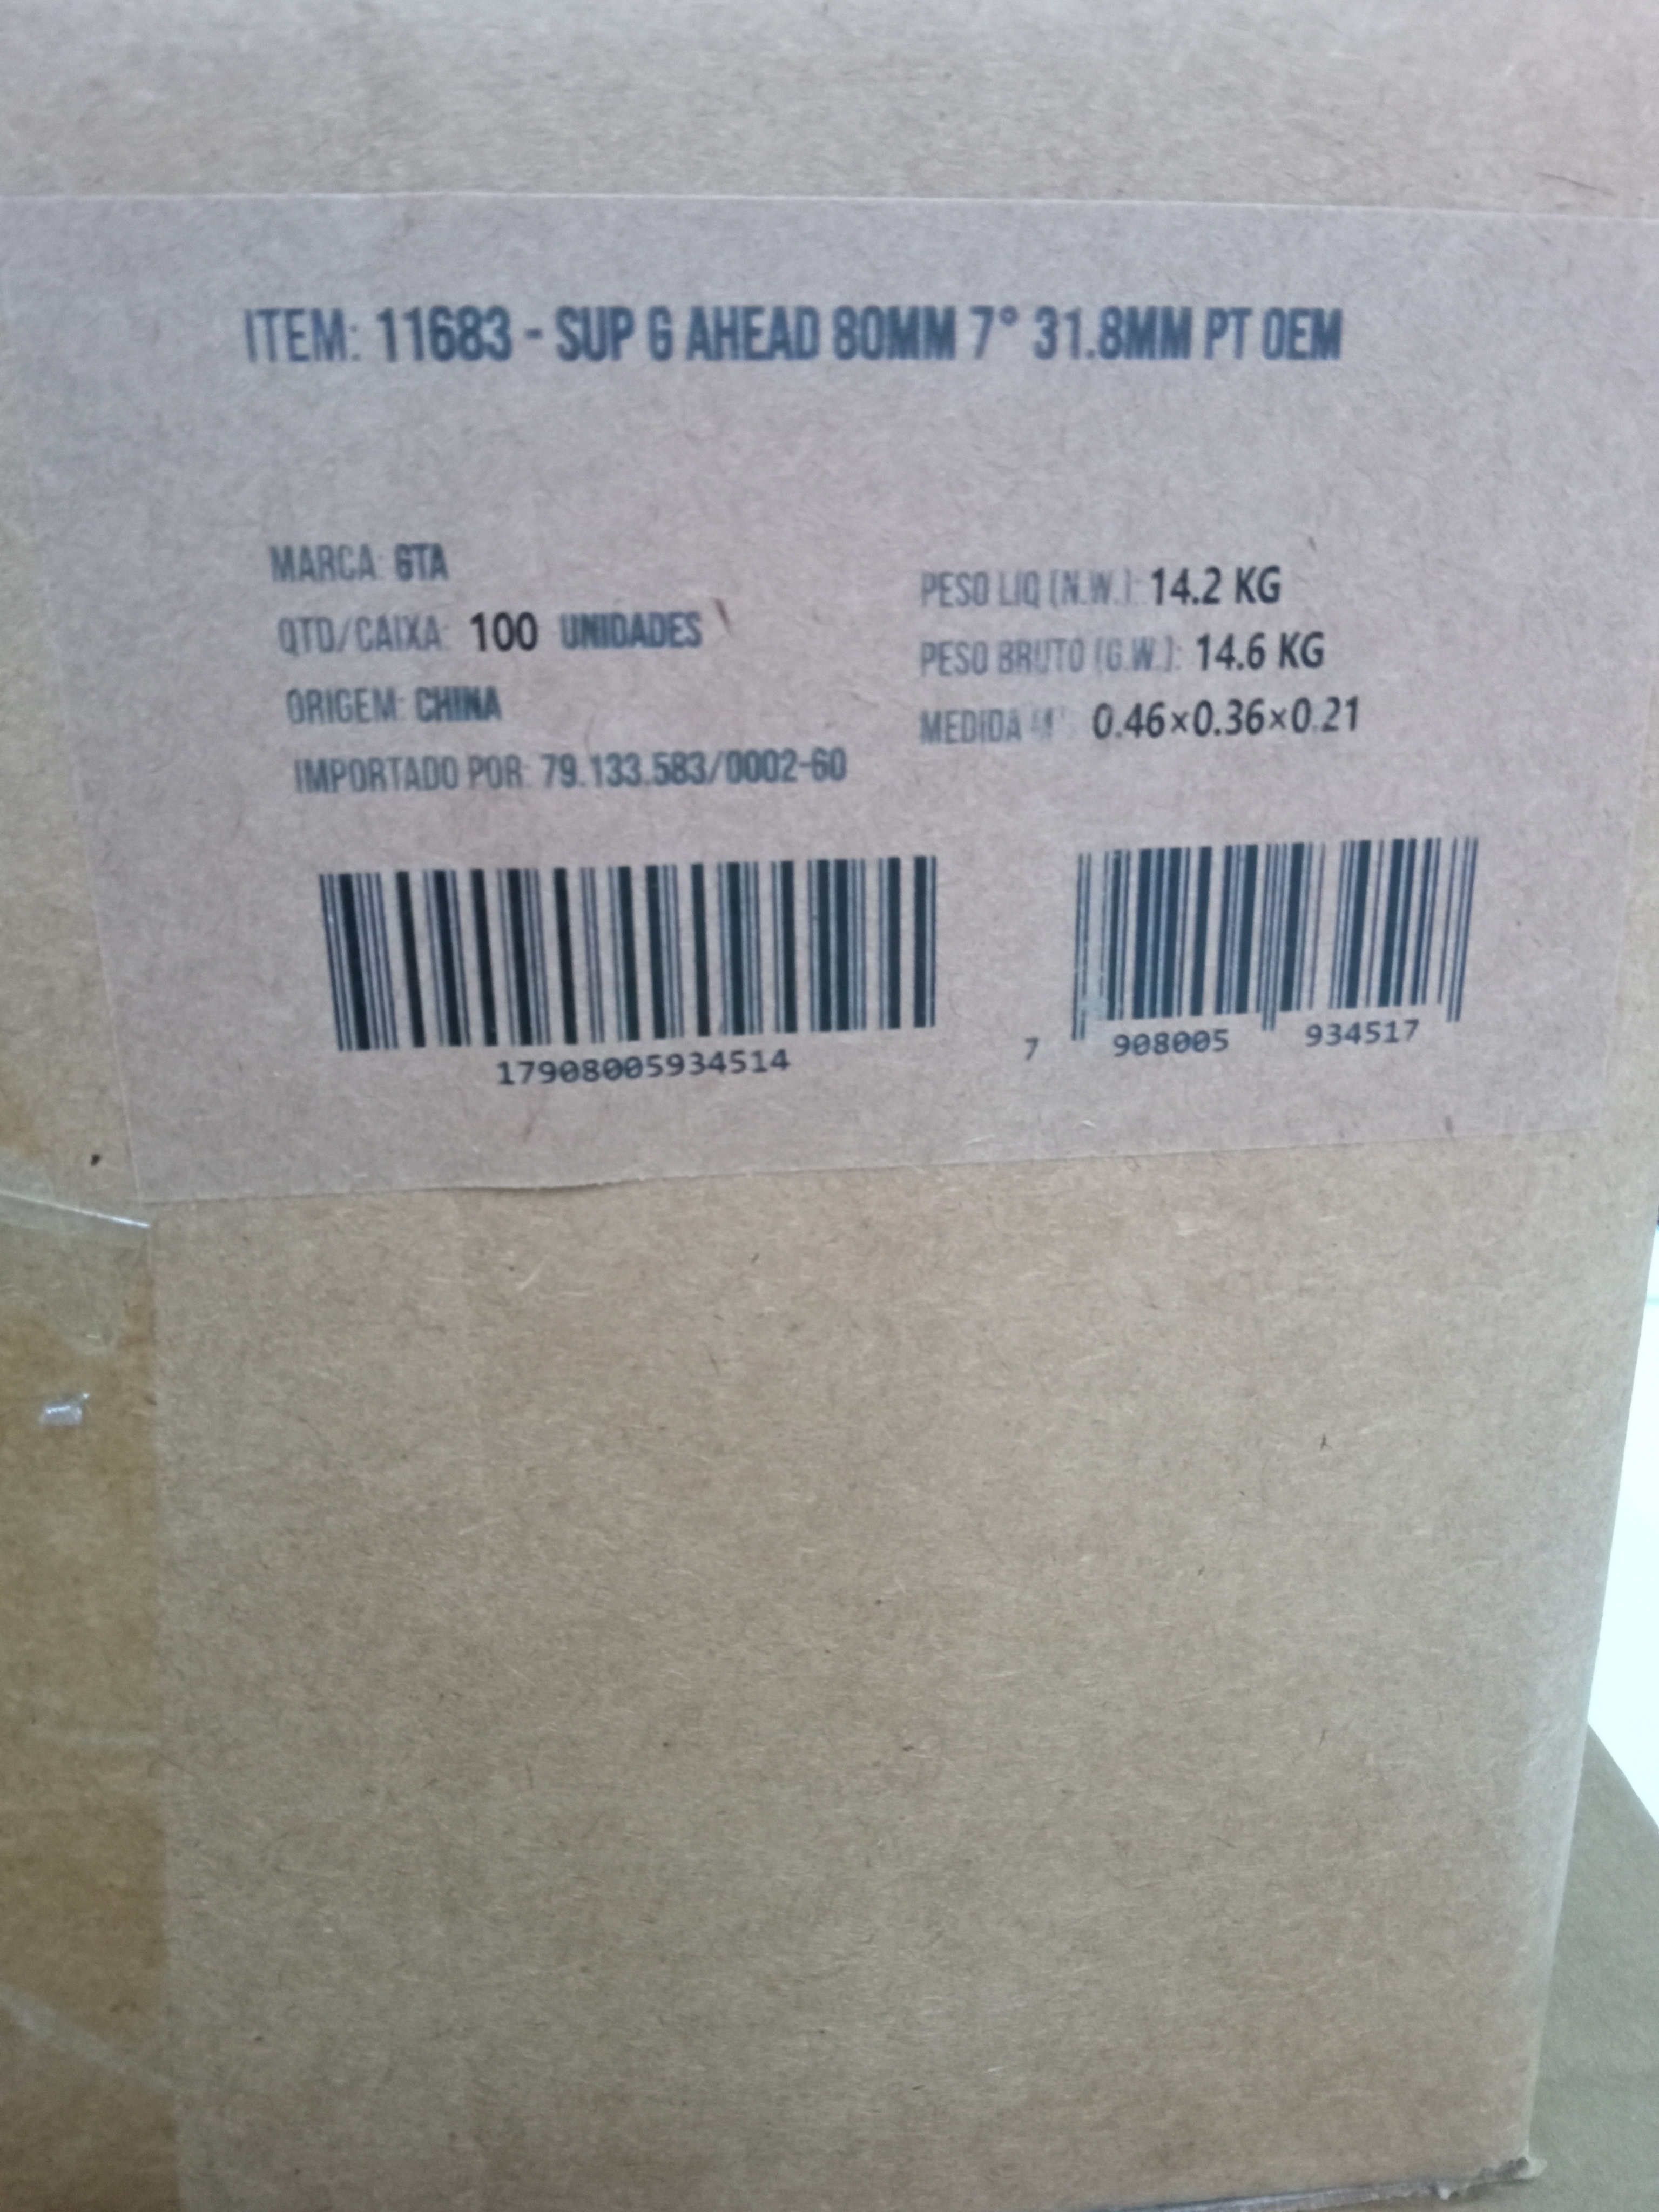 ITEM: 11683 - SUP G AHEAD 80MM 7° 31.8MM PT OEM
MARCA: GTA
QTD/CAIXA: 100 UNIDADES
ORIGEM: CHINA
IMPORTADO POR: 79.133.583/0002-60
PESO LIQ (N.W.): 14.2 KG
PESO BRUTO (G.W.): 14.6 KG
MEDIDA 0.46×0.36×0.21
17908005934514
7 908005 934517